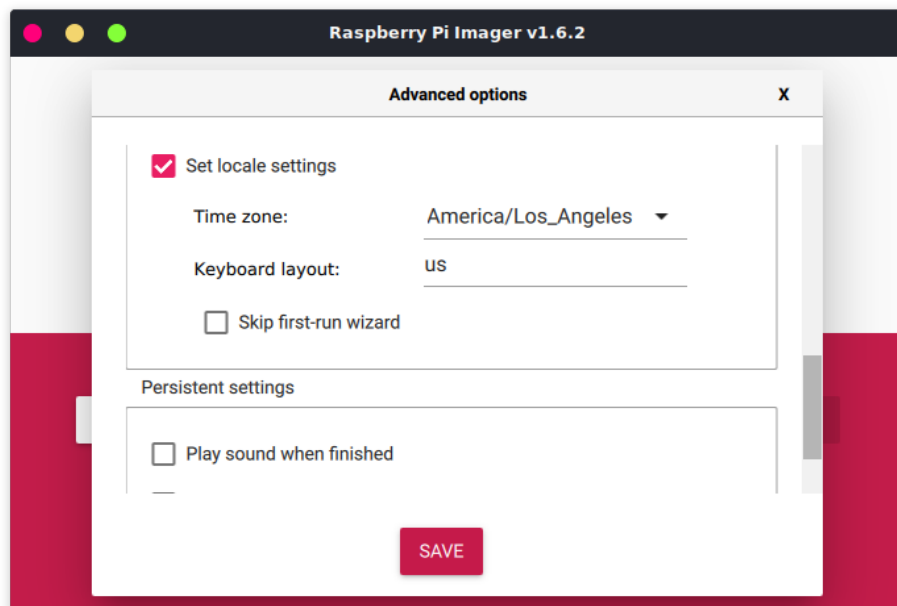 Raspberry Pi Imager v1.6.2
Advanced options X
Set locale settings
Time zone: America/Los_Angeles
Keyboard layout: us
Skip first-run wizard
Persistent settings
Play sound when finished
SAVE